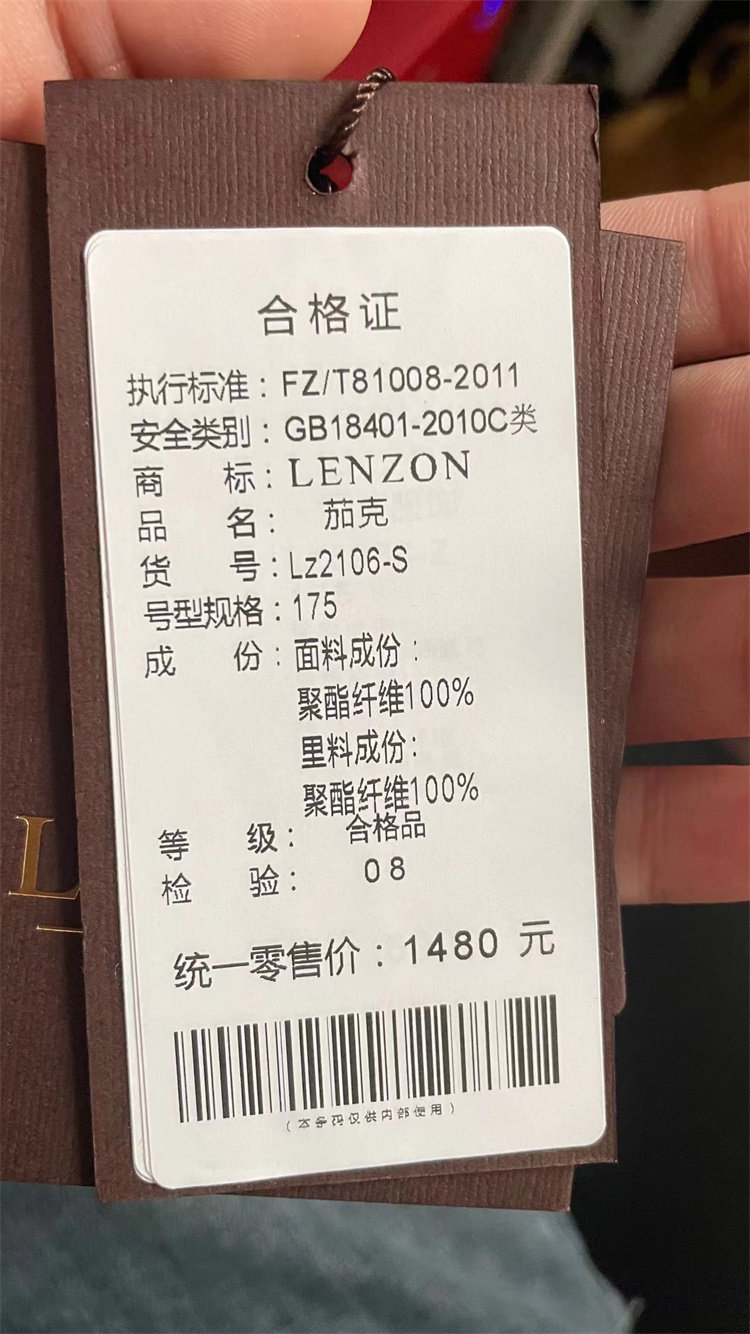 合格证
执行标准：FZ/T81008-2011
安全类别：GB18401-2010C类
商标：LENZON
品名：茄克
货号：Lz2106-S
号型规格：175
成份：面料成份：
聚酯纤维100%
里料成份：
聚酯纤维100%
等级：合格品
检验：08
统一零售价：1480 元
（本条码仅供内部使用）
L